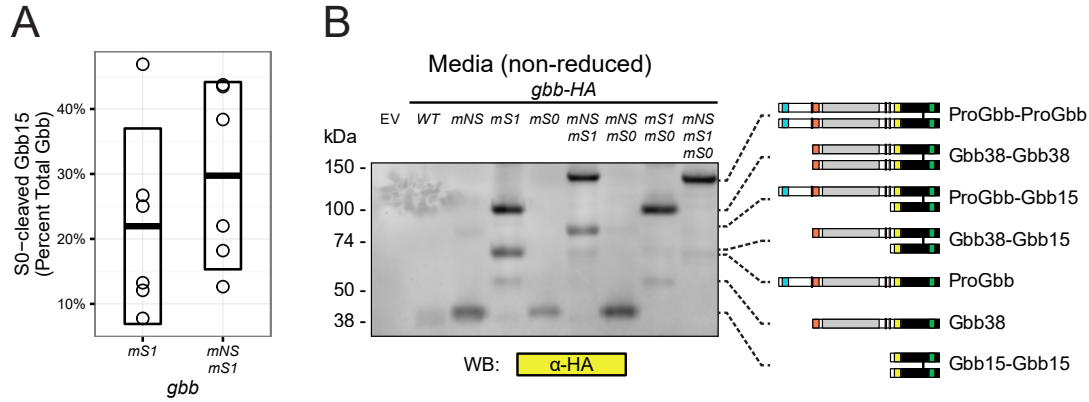 A
S0-cleaved Gbb15
(Percent Total Gbb)
40%
30%
20%
10%
mS1
mNS
mS1
gbb
B
Media (non-reduced)
gbb-HA
EV WT mNS mS1 mS0 mNS mS1 mNS mS0 mS1 mS0 mNS mS1 mS0
kDa
150 -
100 -
74 -
50 -
38 -
WB: α-HA
ProGbb-ProGbb
Gbb38-Gbb38
ProGbb-Gbb15
Gbb38-Gbb15
ProGbb
Gbb38
Gbb15-Gbb15